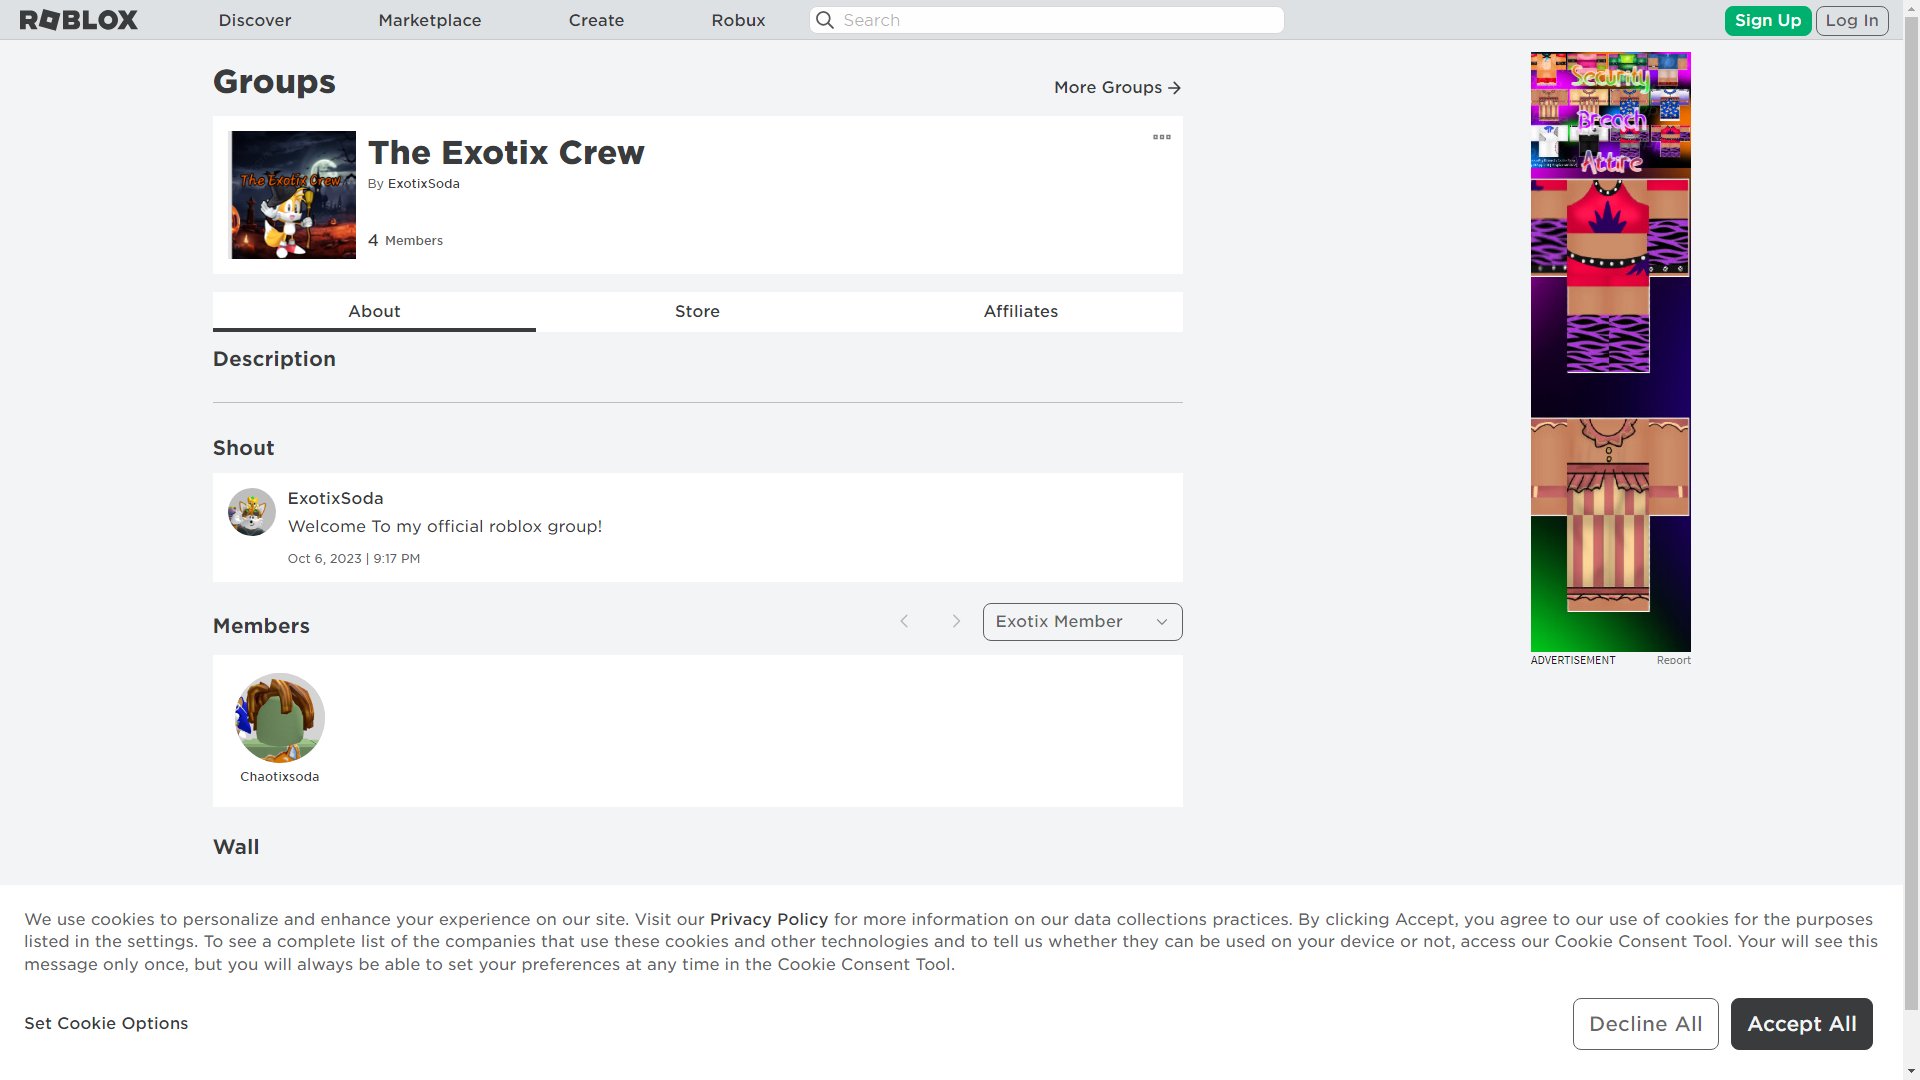 ROBLOX
Discover
Marketplace
Create
Robux
Search
Sign Up
Log In
Groups
More Groups
The Exotix Crew
The Exotix Crew
By ExotixSoda
4 Members
About
Store
Affiliates
Description
Shout
ExotixSoda
Welcome To my official roblox group!
Oct 6, 2023 | 9:17 PM
Members
Exotix Member
Chaotixsoda
Wall
Security
Breach
Attire
ADVERTISEMENT
Report
We use cookies to personalize and enhance your experience on our site. Visit our Privacy Policy for more information on our data collections practices. By clicking Accept, you agree to our use of cookies for the purposes
listed in the settings. To see a complete list of the companies that use these cookies and other technologies and to tell us whether they can be used on your device or not, access our Cookie Consent Tool. Your will see this
message only once, but you will always be able to set your preferences at any time in the Cookie Consent Tool.
Set Cookie Options
Decline All
Accept All